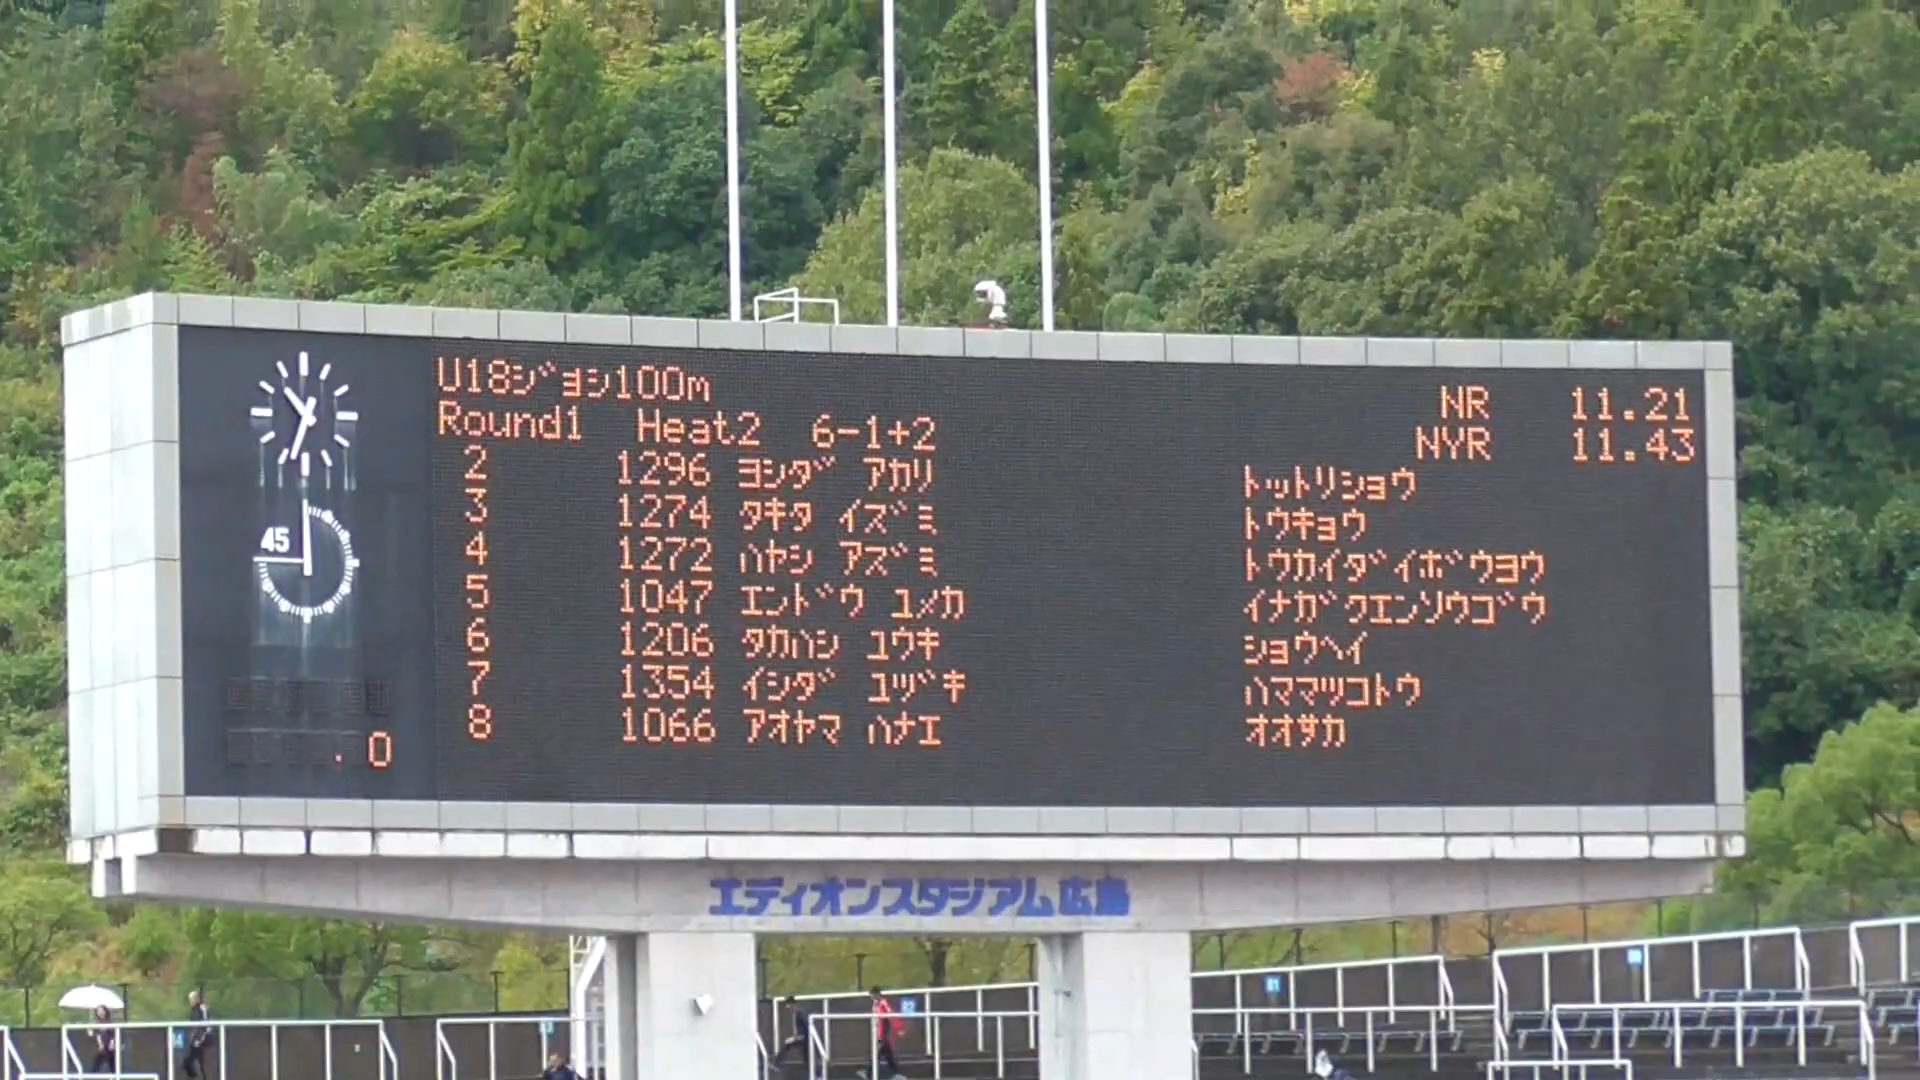 U18ｼﾞｮｼ100m
NR 11.21
Round1 Heat2 6-1+2
NYR 11.43
2 1296 ﾖｼﾀﾞ ｱｶﾘ ﾄｯﾄﾘｼｮｳ
3 1274 ﾀｷﾀ ｲｽﾞﾐ ﾄｳｷｮｳ
4 1272 ﾊﾔｼ ｱｽﾞﾐ ﾄｳｶｲﾀﾞｲﾎﾞｳﾖｳ
5 1047 ｴﾝﾄﾞｳ ﾕﾒｶ ｲﾅｶﾞｸｴﾝｿｳｺﾞｳ
6 1206 ﾀｶﾊｼ ﾕｳｷ ｼｮｳﾍｲ
7 1354 ｲｼﾀﾞ ﾕﾂﾞｷ ﾊﾏﾏﾂｺﾄｳ
8 1066 ｱｵﾔﾏ ﾊﾅｴ ｵｵｻｶ
45
.0
エディオンスタジアム広島